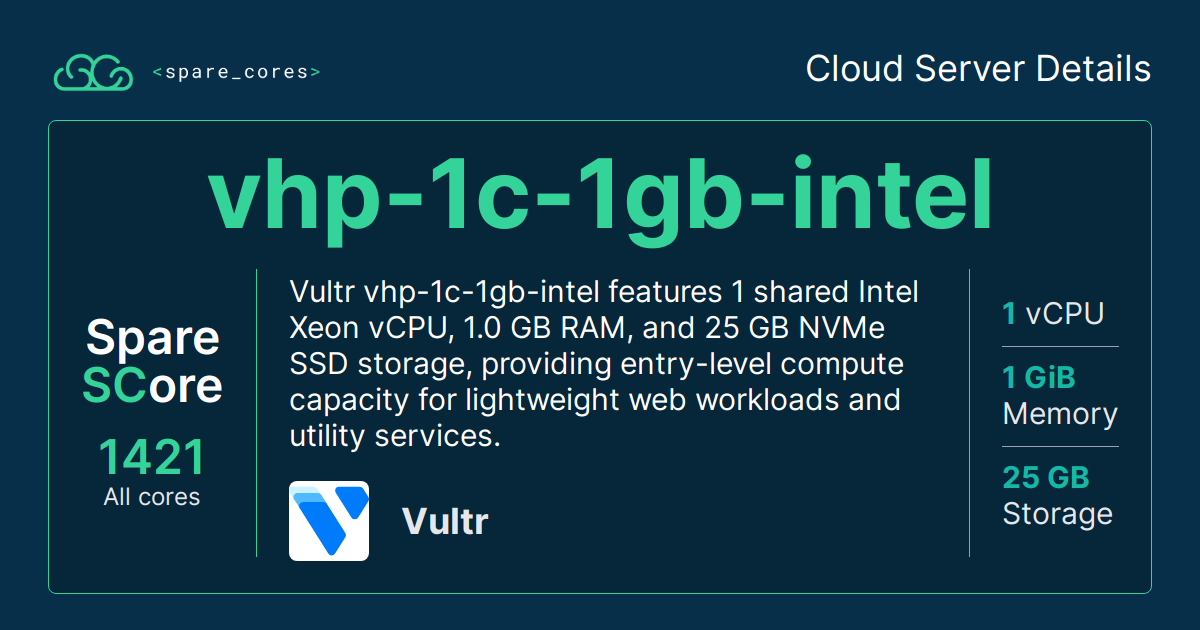 <spare_cores>
Cloud Server Details
vhp-1c-1gb-intel
Spare
SCore
1421
All cores
Vultr vhp-1c-1gb-intel features 1 shared Intel
Xeon vCPU, 1.0 GB RAM, and 25 GB NVMe
SSD storage, providing entry-level compute
capacity for lightweight web workloads and
utility services.
Vultr
1 vCPU
1 GiB
Memory
25 GB
Storage